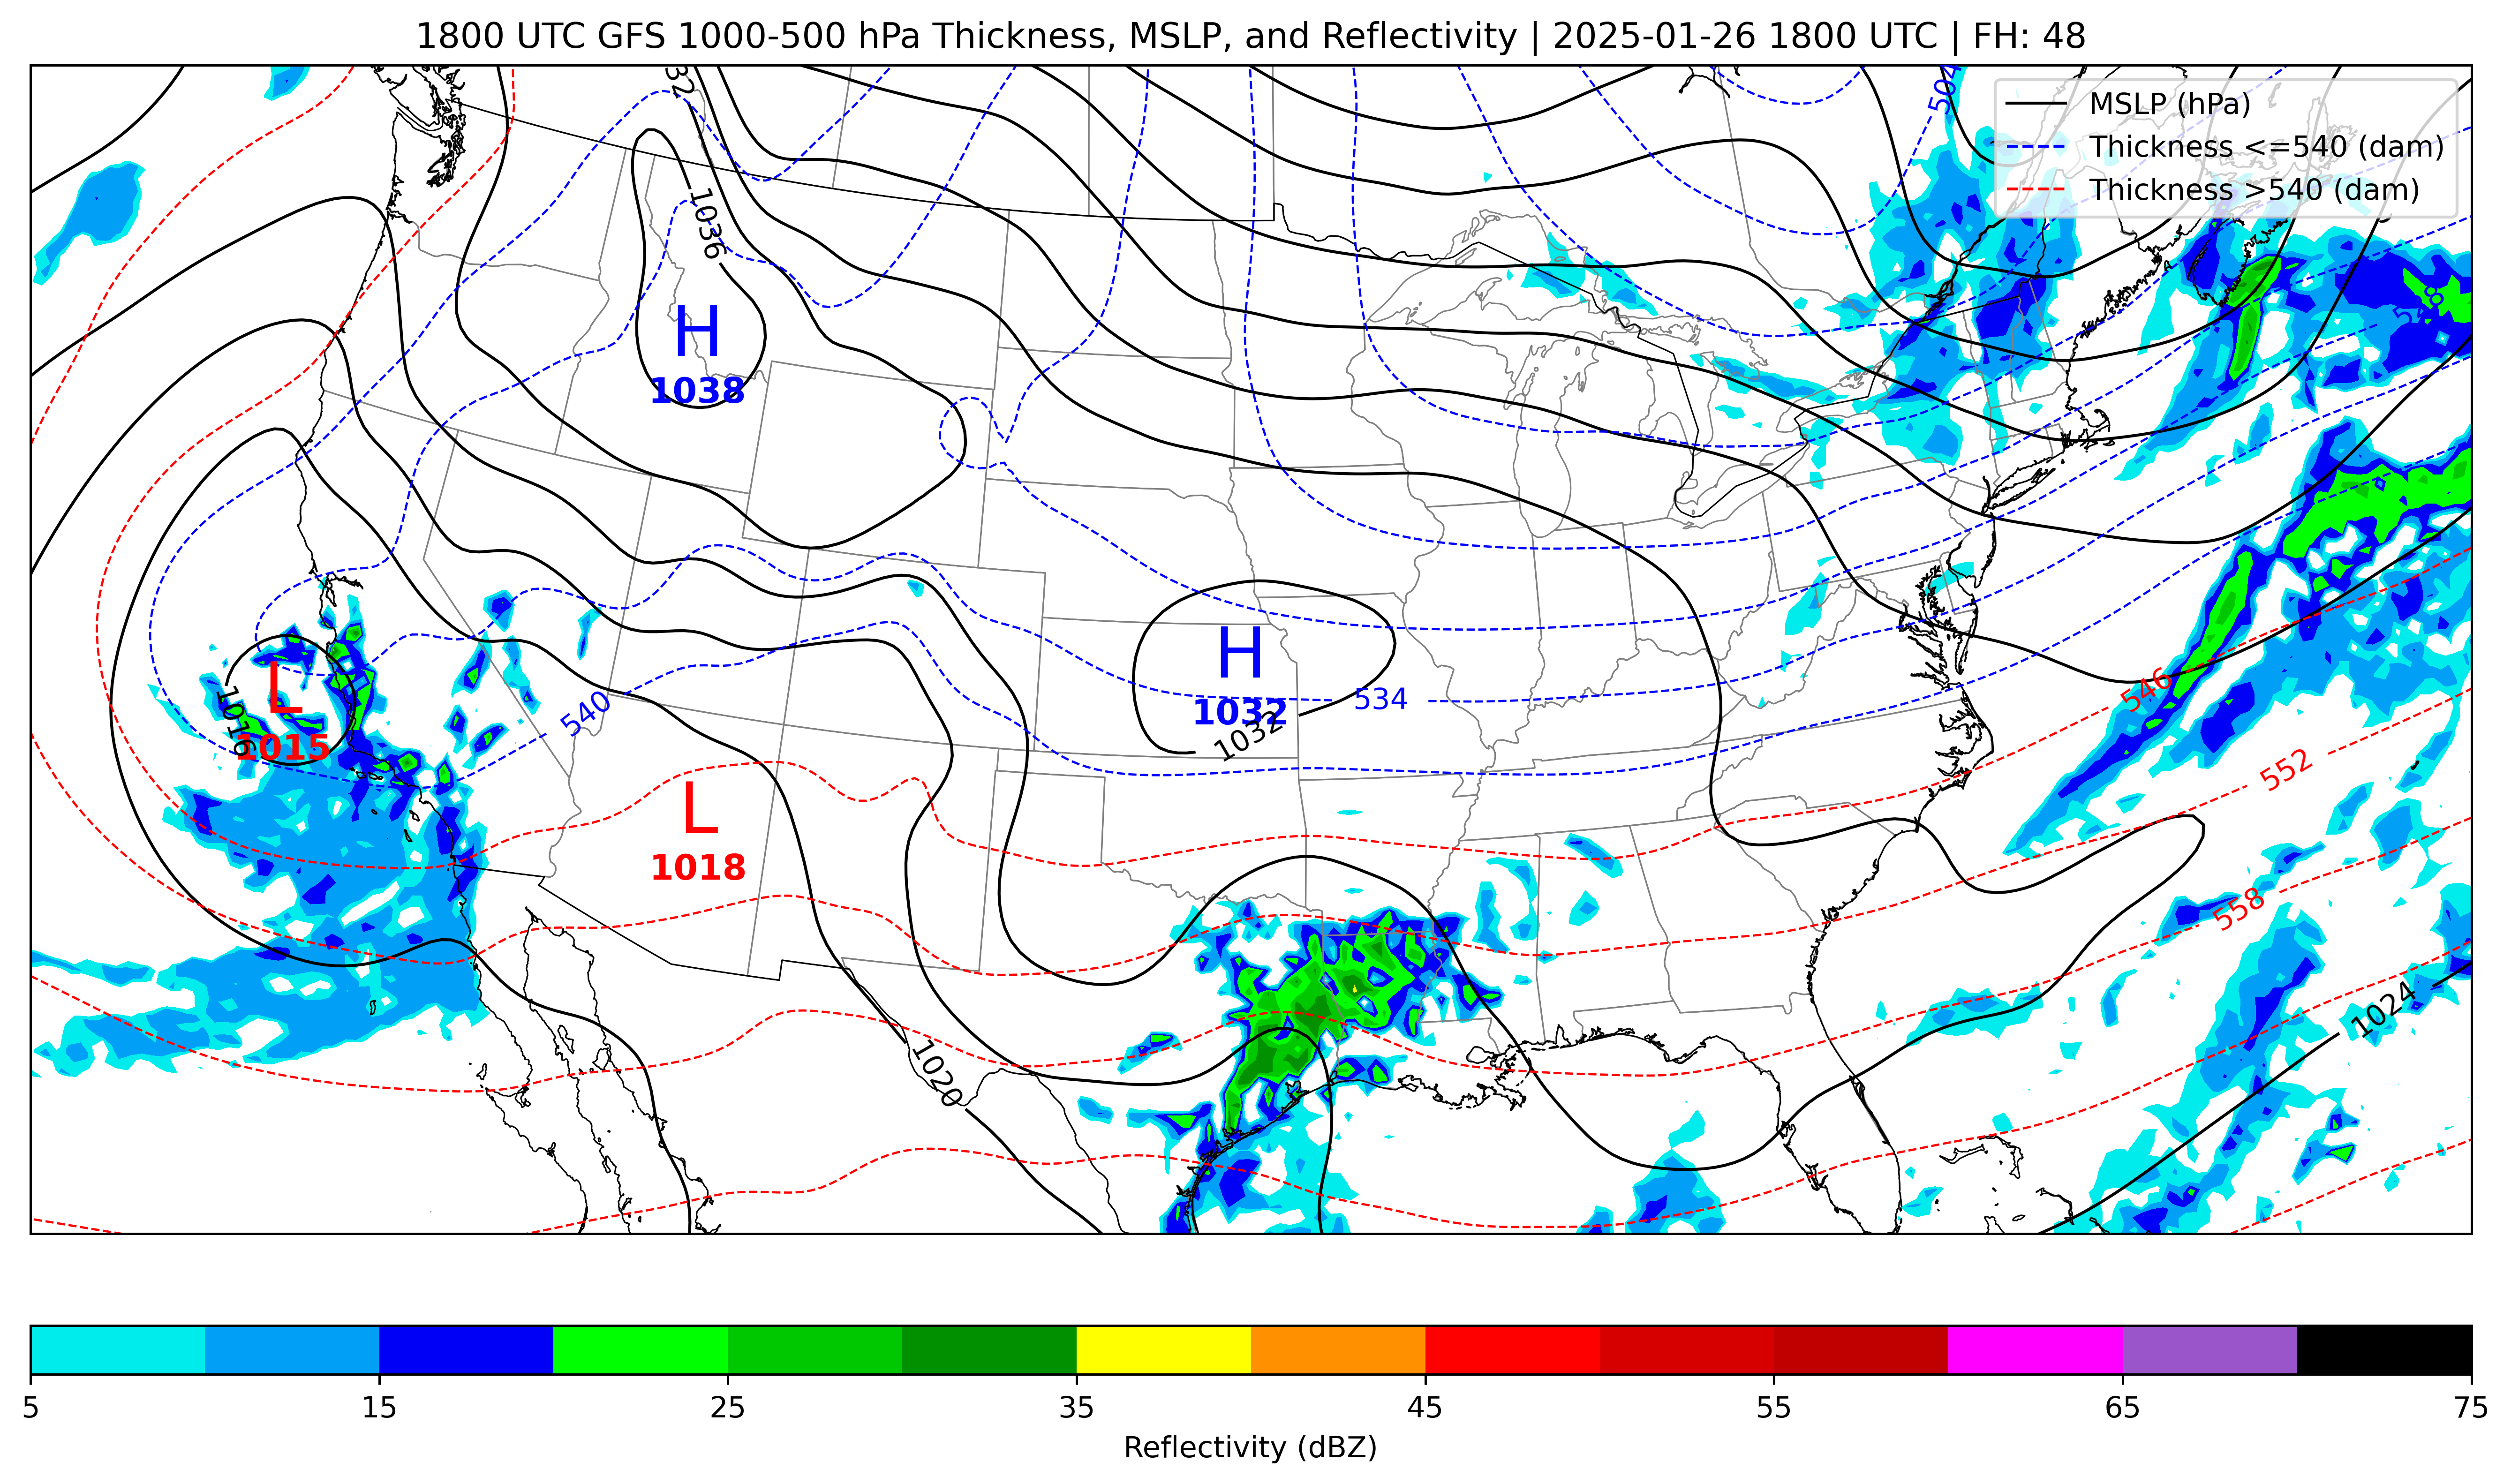 1800 UTC GFS 1000-500 hPa Thickness, MSLP, and Reflectivity | 2025-01-26 1800 UTC | FH: 48
MSLP (hPa)
Thickness <=540 (dam)
Thickness >540 (dam)
504
1036
H
1038
H
1032
1032
534
540
L
1015
1016
L
1018
546
552
558
1020
1024
5 15 25 35 45 55 65 75
Reflectivity (dBZ)